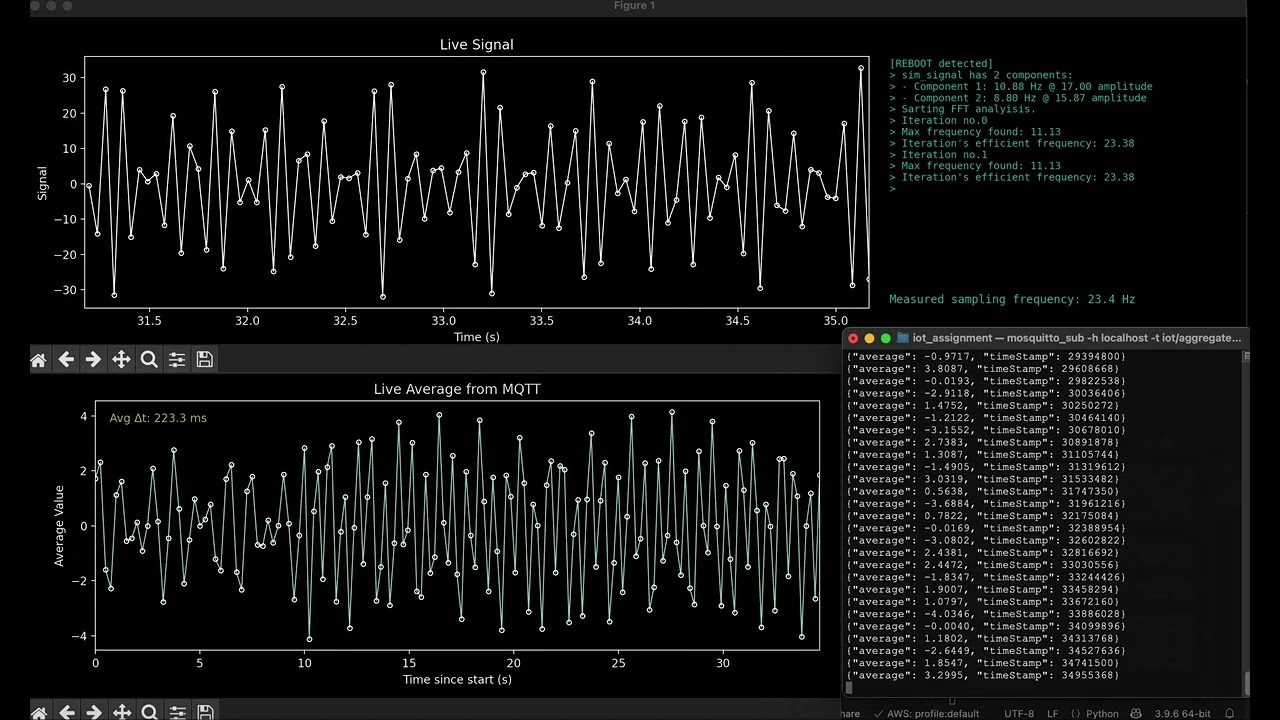 Figure 1
Live Signal
30
20
10
0
−10
−20
−30
Signal
31.5 32.0 32.5 33.0 33.5 34.0 34.5 35.0
Time (s)
[REBOOT detected]
> sim_signal has 2 components:
> - Component 1: 10.88 Hz @ 17.00 amplitude
> - Component 2: 8.80 Hz @ 15.87 amplitude
> Sarting FFT analyisis.
> Iteration no.0
> Max frequency found: 11.13
> Iteration's efficient frequency: 23.38
> Iteration no.1
> Max frequency found: 11.13
> Iteration's efficient frequency: 23.38
>
Measured sampling frequency: 23.4 Hz
Live Average from MQTT
Avg Δt: 223.3 ms
4
2
0
−2
−4
Average Value
0 5 10 15 20 25 30
Time since start (s)
iot_assignment — mosquitto_sub -h localhost -t iot/aggregate...
{"average": -0.9717, "timeStamp": 29394800}
{"average": 3.8087, "timeStamp": 29608668}
{"average": -0.0193, "timeStamp": 29822538}
{"average": -2.9118, "timeStamp": 30036406}
{"average": 1.4752, "timeStamp": 30250272}
{"average": -1.2122, "timeStamp": 30464140}
{"average": -3.1552, "timeStamp": 30678010}
{"average": 2.7383, "timeStamp": 30891878}
{"average": 1.3087, "timeStamp": 31105744}
{"average": -1.4905, "timeStamp": 31319612}
{"average": 3.0319, "timeStamp": 31533482}
{"average": 0.5638, "timeStamp": 31747350}
{"average": -3.6884, "timeStamp": 31961216}
{"average": 0.7822, "timeStamp": 32175084}
{"average": -0.0169, "timeStamp": 32388954}
{"average": -3.0802, "timeStamp": 32602822}
{"average": 2.4381, "timeStamp": 32816692}
{"average": 2.4472, "timeStamp": 33030556}
{"average": -1.8347, "timeStamp": 33244426}
{"average": 1.9007, "timeStamp": 33458294}
{"average": 1.0797, "timeStamp": 33672160}
{"average": -4.0346, "timeStamp": 33886028}
{"average": -0.0040, "timeStamp": 34099896}
{"average": 1.1802, "timeStamp": 34313768}
{"average": -2.6449, "timeStamp": 34527636}
{"average": 1.8547, "timeStamp": 34741500}
{"average": 3.2995, "timeStamp": 34955368}
hare AWS: profile:default UTF-8 LF {} Python 3.9.6 64-bit